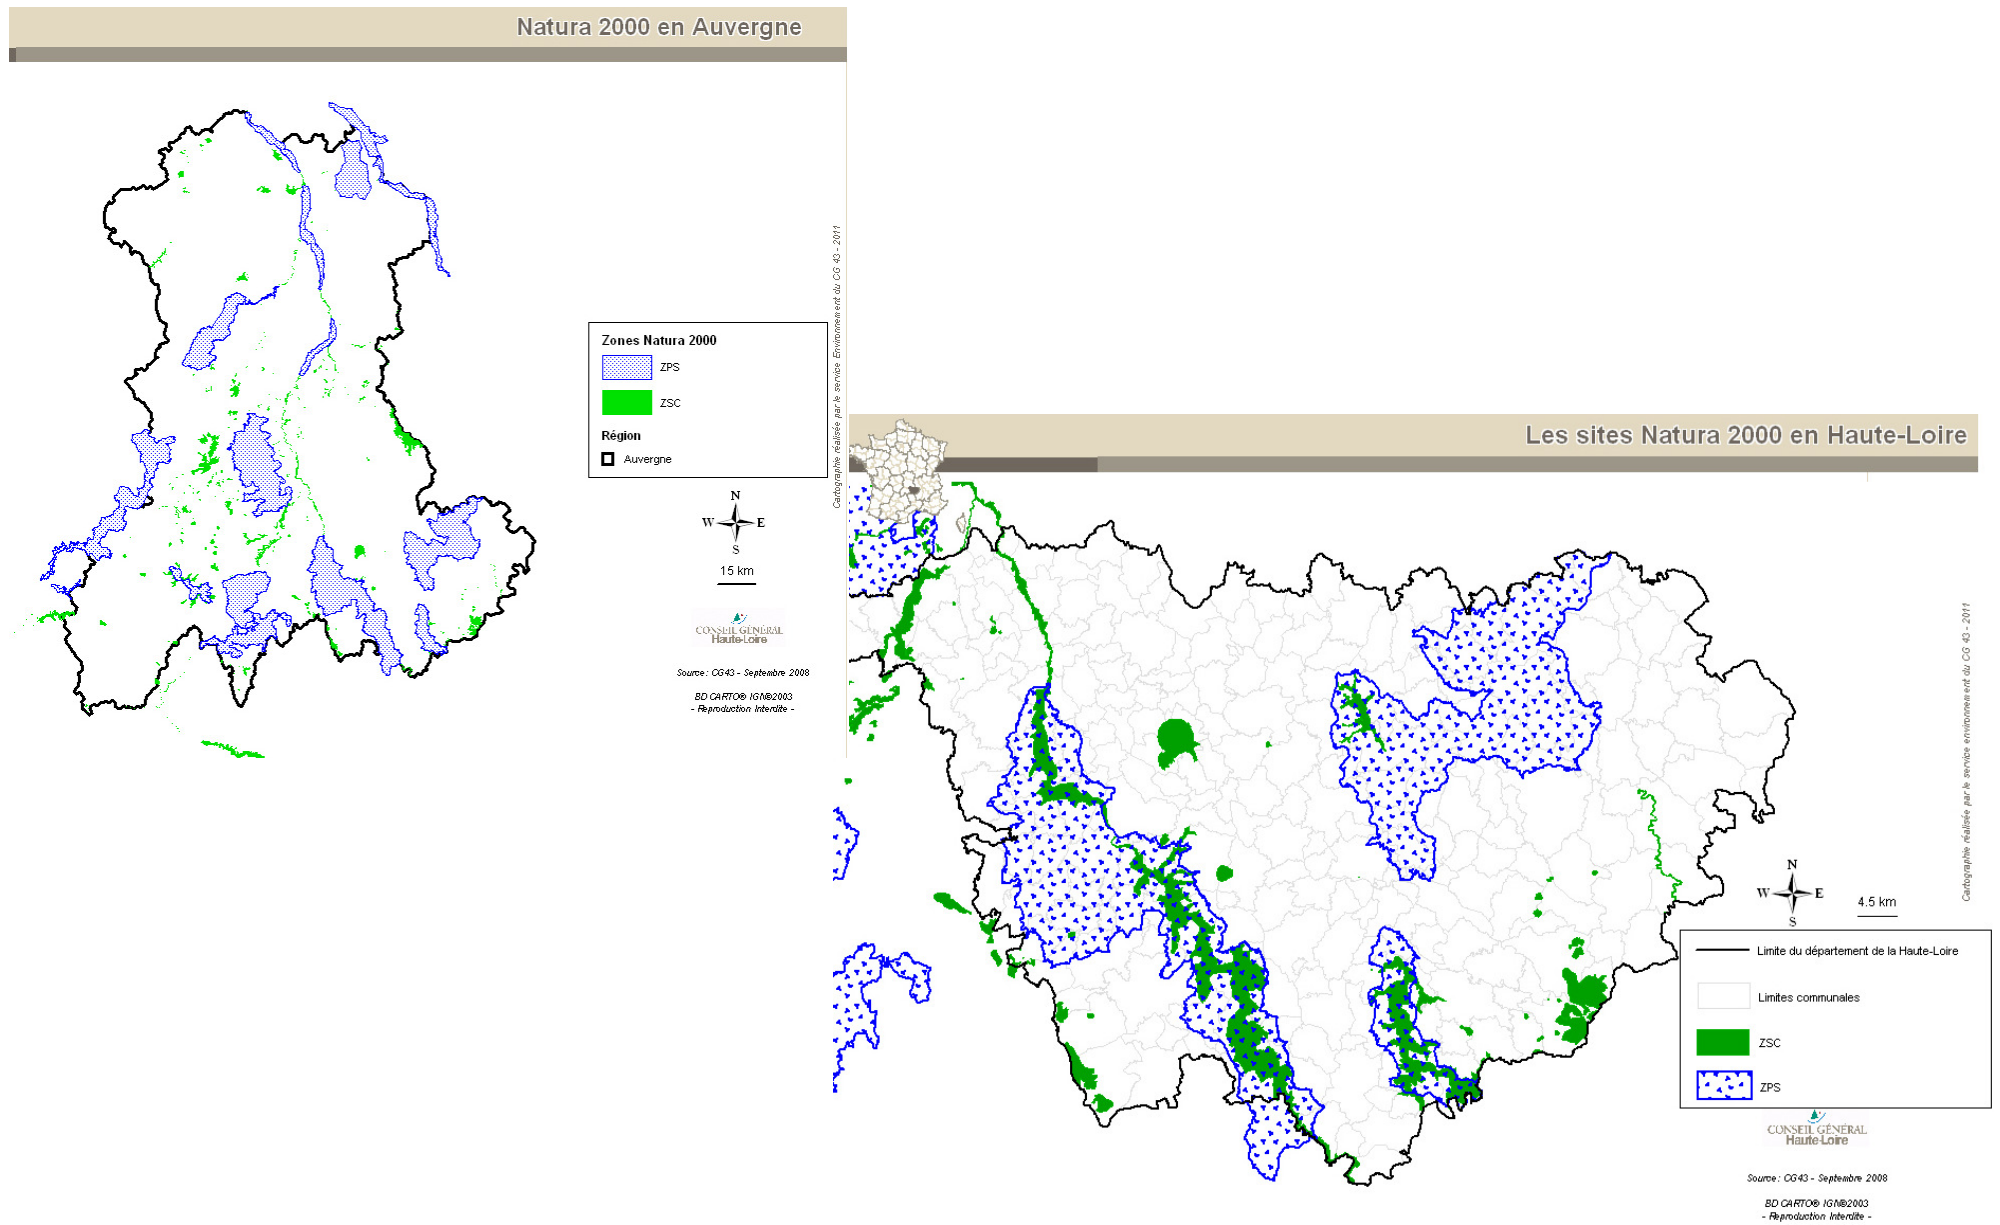 Natura 2000 en Auvergne
Zones Natura 2000
ZPS
ZSC
Région
Auvergne
N
W E
S
15 km
CONSEIL GÉNÉRAL
Haute-Loire
Source : CG43 - Septembre 2008
BD CARTO® IGN®2003
- Reproduction Interdite -
Cartographie réalisée par le service Environnement du CG 43 - 2011
Les sites Natura 2000 en Haute-Loire
Cartographie réalisée par le service environnement du CG 43 - 2011
N
W E
S
4.5 km
Limite du département de la Haute-Loire
Limites communales
ZSC
ZPS
CONSEIL GÉNÉRAL
Haute-Loire
Source : CG43 - Septembre 2008
BD CARTO® IGN®2003
- Reproduction Interdite -